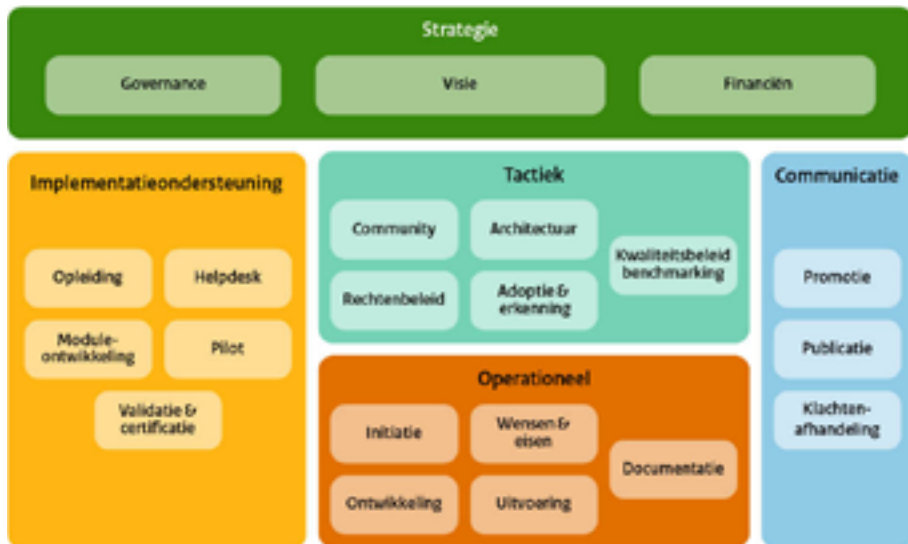 Strategie
Governance
Visie
Financiën
Implementatieondersteuning
Opleiding
Helpdesk
Module-
ontwikkeling
Pilot
Validatie &
certificatie
Tactiek
Community
Architectuur
Kwaliteitsbeleid
benchmarking
Rechtenbeleid
Adoptie &
erkenning
Operationeel
Initiatie
Wensen &
eisen
Documentatie
Ontwikkeling
Uitvoering
Communicatie
Promotie
Publicatie
Klachten-
afhandeling